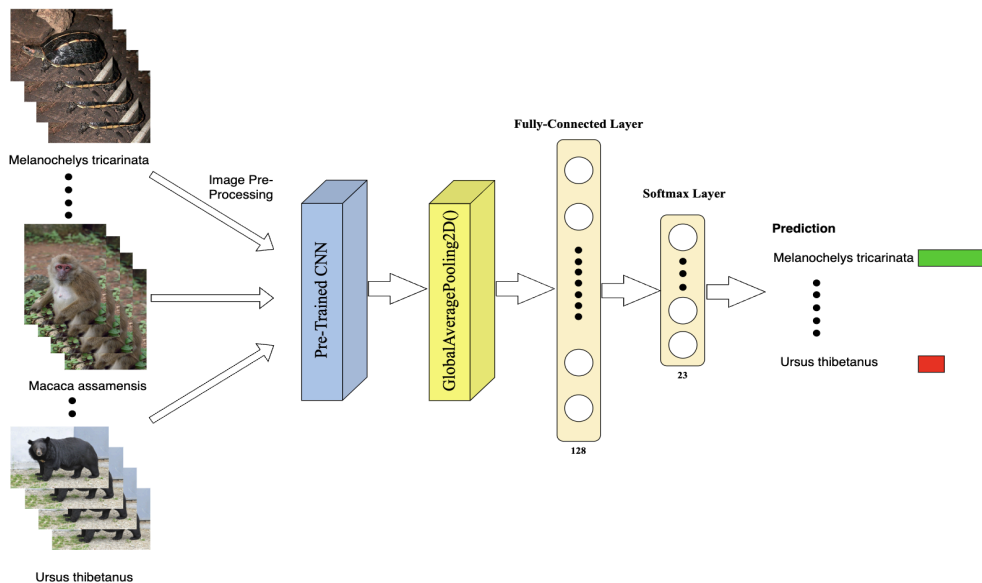 Melanochelys tricarinata
Image Pre-
Processing
Macaca assamensis
Ursus thibetanus
Pre-Trained CNN
GlobalAveragePooling2D()
Fully-Connected Layer
128
Softmax Layer
23
Prediction
Melanochelys tricarinata
Ursus thibetanus